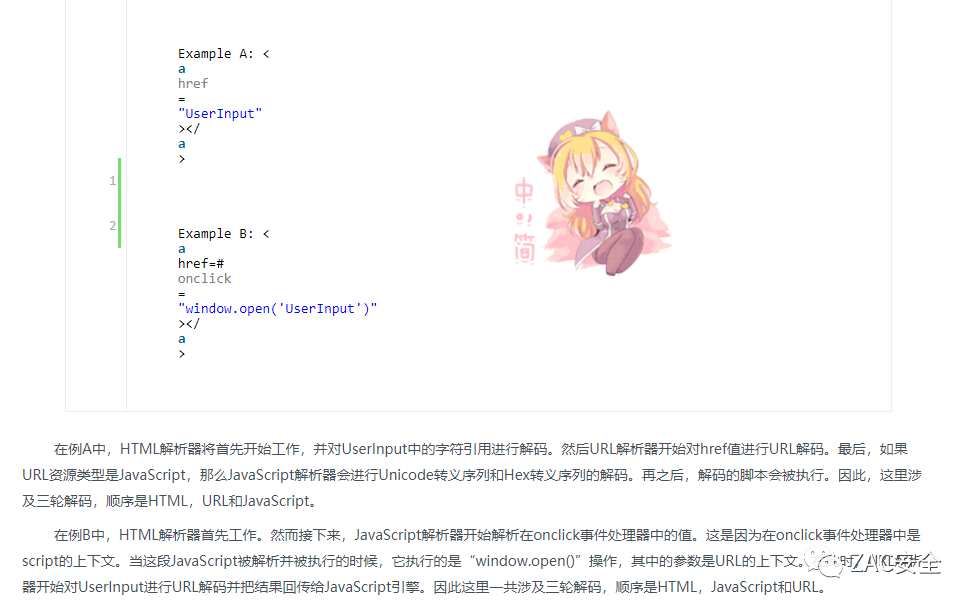 Example A: <
a
href
=
"UserInput"
></
a
>
1
2
Example B: <
a
href=#
onclick
=
"window.open('UserInput')"
></
a
>
中
简
在例A中，HTML解析器将首先开始工作，并对UserInput中的字符引用进行解码。然后URL解析器开始对href值进行URL解码。最后，如果
URL资源类型是JavaScript，那么JavaScript解析器会进行Unicode转义序列和Hex转义序列的解码。再之后，解码的脚本会被执行。因此，这里涉
及三轮解码，顺序是HTML，URL和JavaScript。
在例B中，HTML解析器首先工作。然而接下来，JavaScript解析器开始解析在onclick事件处理器中的值。这是因为在onclick事件处理器中是
script的上下文。当这段JavaScript被解析并被执行的时候，它执行的是“window.open()”操作，其中的参数是URL的上下文。
器开始对UserInput进行URL解码并把结果回传给JavaScript引擎。因此这里一共涉及三轮解码，顺序是HTML，JavaScript和URL。
ZAC安全